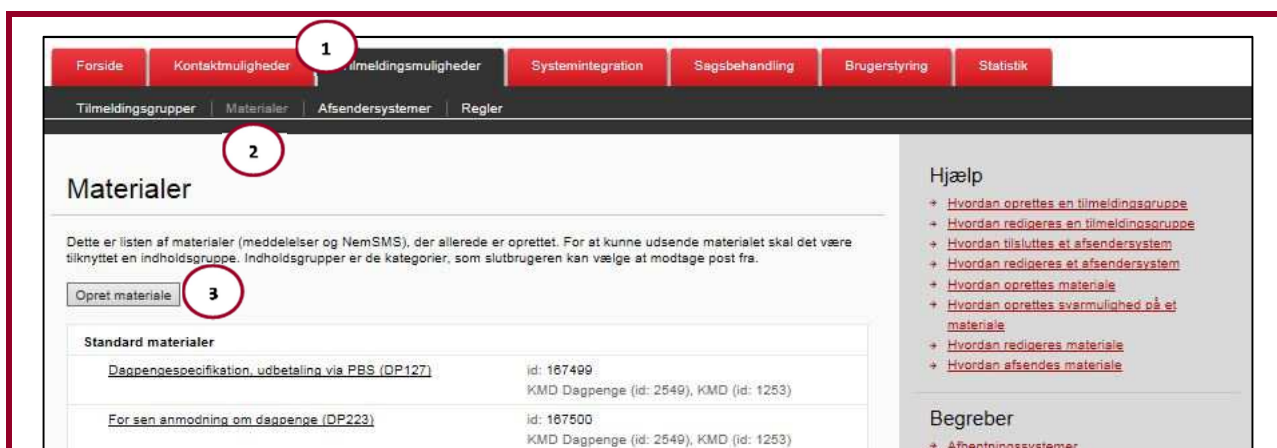 1
Forside Kontaktmuligheder Tilmeldingsmuligheder Systemintegration Sagsbehandling Brugerstyring Statistik
Tilmeldingsgrupper | Materialer | Afsendersystemer | Regler
2
Materialer
Dette er listen af materialer (meddelelser og NemSMS), der allerede er oprettet. For at kunne udsende materialet skal det være
tilknyttet en indholdsgruppe. Indholdsgrupper er de kategorier, som slutbrugeren kan vælge at modtage post fra.
Opret materiale
3
Standard materialer
Dagpengespecifikation, udbetaling via PBS (DP127) id: 167499
KMD Dagpenge (id: 2549), KMD (id: 1253)
For sen anmodning om dagpenge (DP223) id: 167500
KMD Dagpenge (id: 2549), KMD (id: 1253)
Hjælp
Hvordan oprettes en tilmeldingsgruppe
Hvordan redigeres en tilmeldingsgruppe
Hvordan tilsluttes et afsendersystem
Hvordan redigeres et afsendersystem
Hvordan oprettes materiale
Hvordan oprettes svarmulighed på et
materiale
Hvordan redigeres materiale
Hvordan afsendes materiale
Begreber
Afhentningssystemer